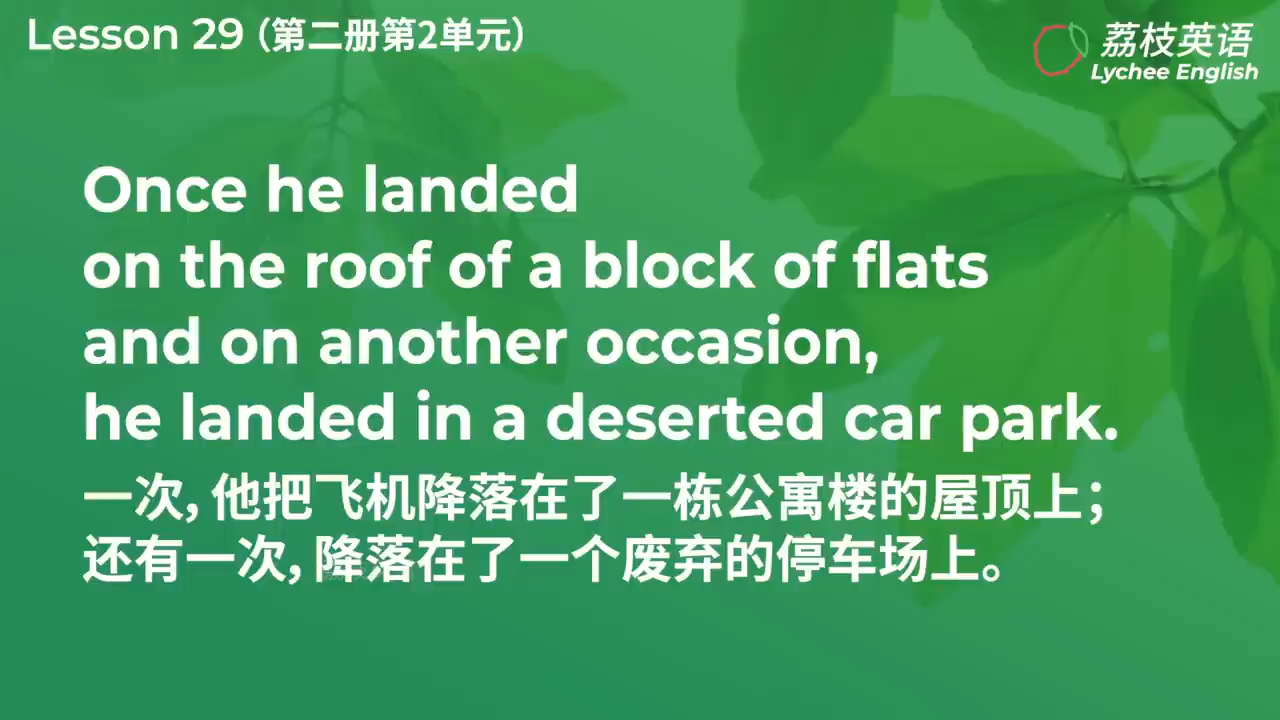 Lesson 29（第二册第2单元）
荔枝英语
Lychee English
Once he landed
on the roof of a block of flats
and on another occasion,
he landed in a deserted car park.
一次，他把飞机降落在了一栋公寓楼的屋顶上；
还有一次，降落在了一个废弃的停车场上。